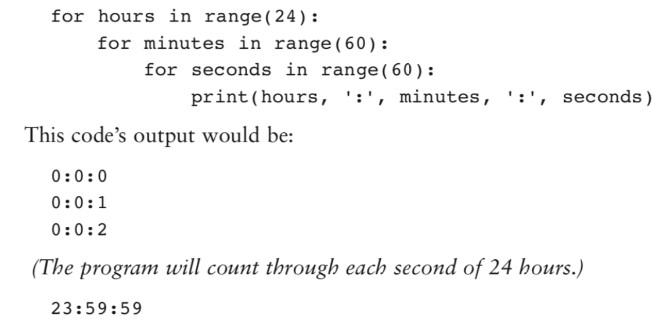 for hours in range(24):
    for minutes in range(60):
        for seconds in range(60):
            print(hours, ':', minutes, ':', seconds)
This code's output would be:
0:0:0
0:0:1
0:0:2
(The program will count through each second of 24 hours.)
23:59:59